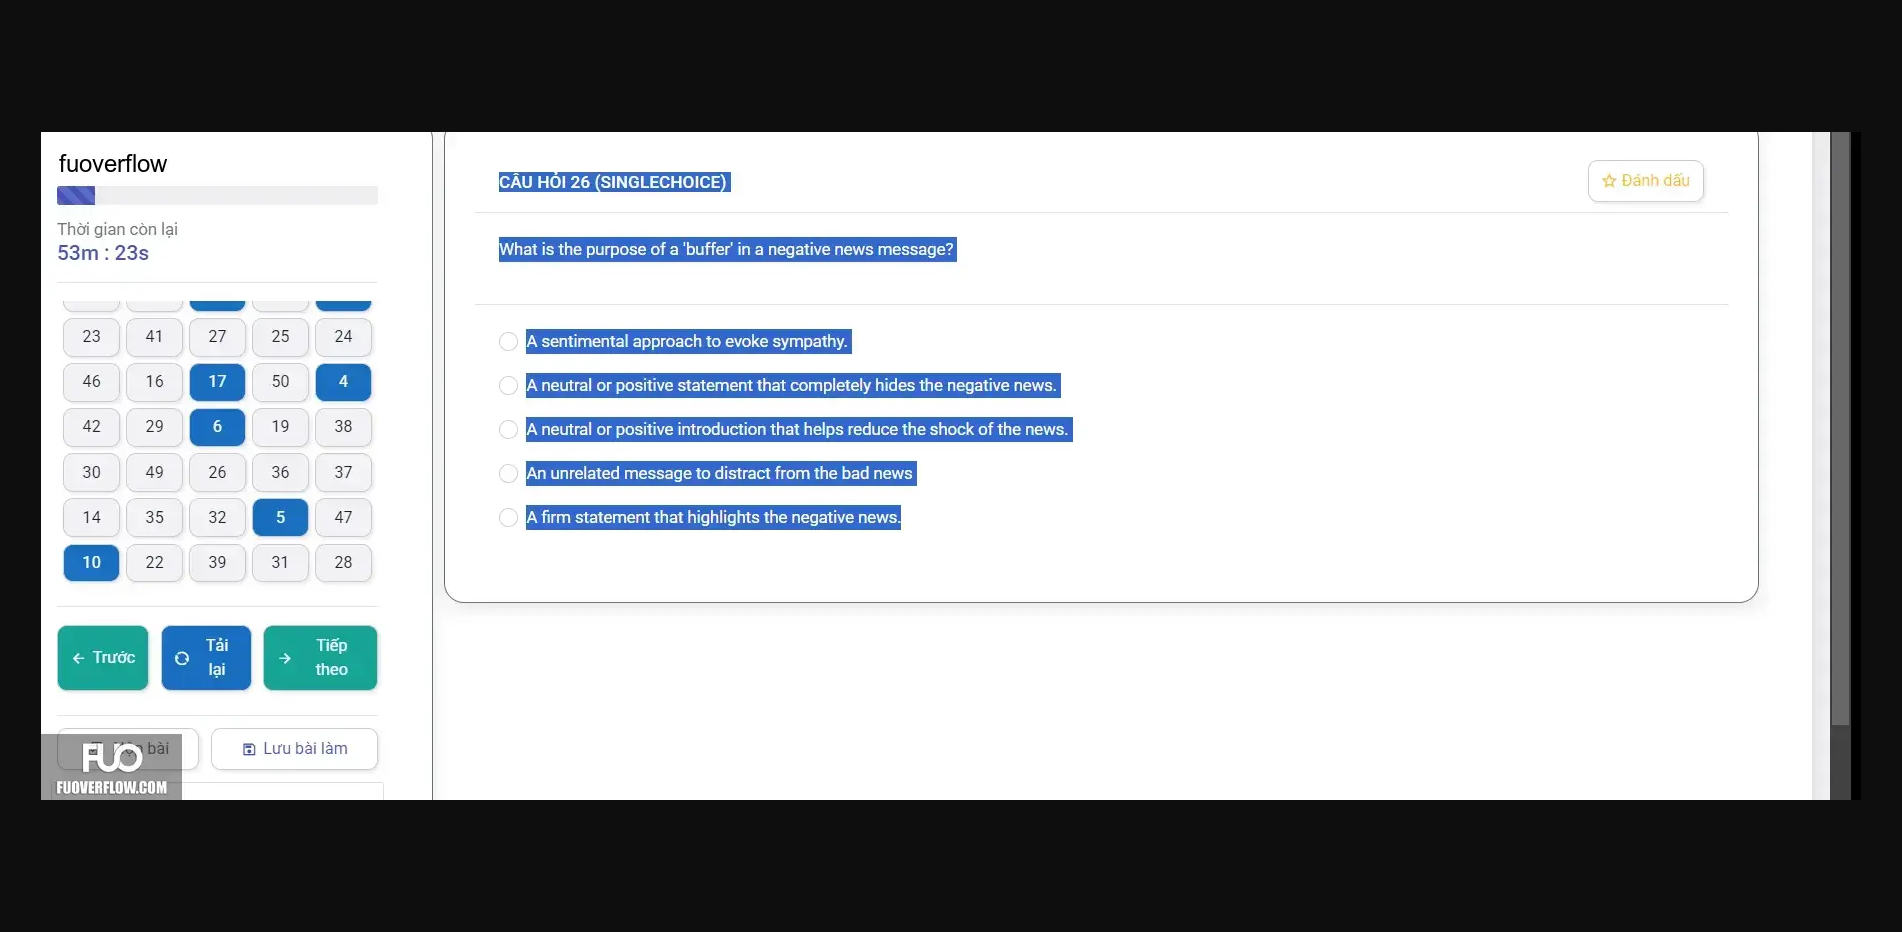 fuoverflow
Thời gian còn lại
53m : 23s
23 41 27 25 24
46 16 17 50 4
42 29 6 19 38
30 49 26 36 37
14 35 32 5 47
10 22 39 31 28
Trước
Tải lại
Tiếp theo
bài
Lưu bài làm
FUO
FUOVERFLOW.COM
CÂU HỎI 26 (SINGLECHOICE)
Đánh dấu
What is the purpose of a 'buffer' in a negative news message?
A sentimental approach to evoke sympathy.
A neutral or positive statement that completely hides the negative news.
A neutral or positive introduction that helps reduce the shock of the news.
An unrelated message to distract from the bad news
A firm statement that highlights the negative news.